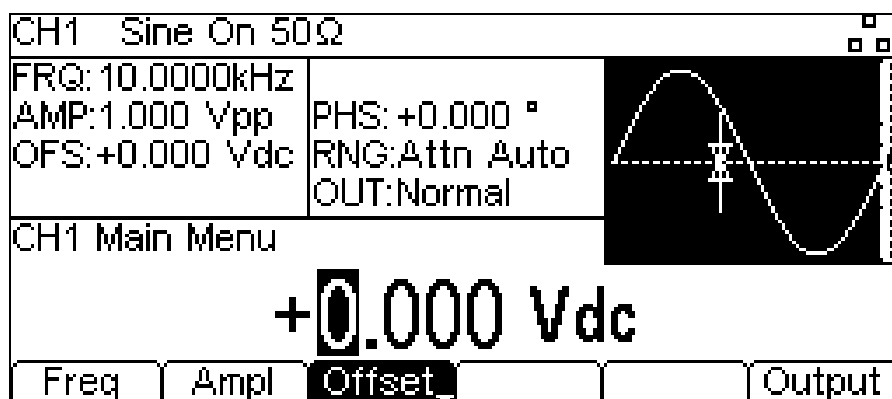 CH1 Sine On 50Ω
FRQ:10.0000kHz
AMP:1.000 Vpp
OFS:+0.000 Vdc
PHS:+0.000 °
RNG:Attn Auto
OUT:Normal
CH1 Main Menu
+0.000 Vdc
Freq Ampl Offset Output